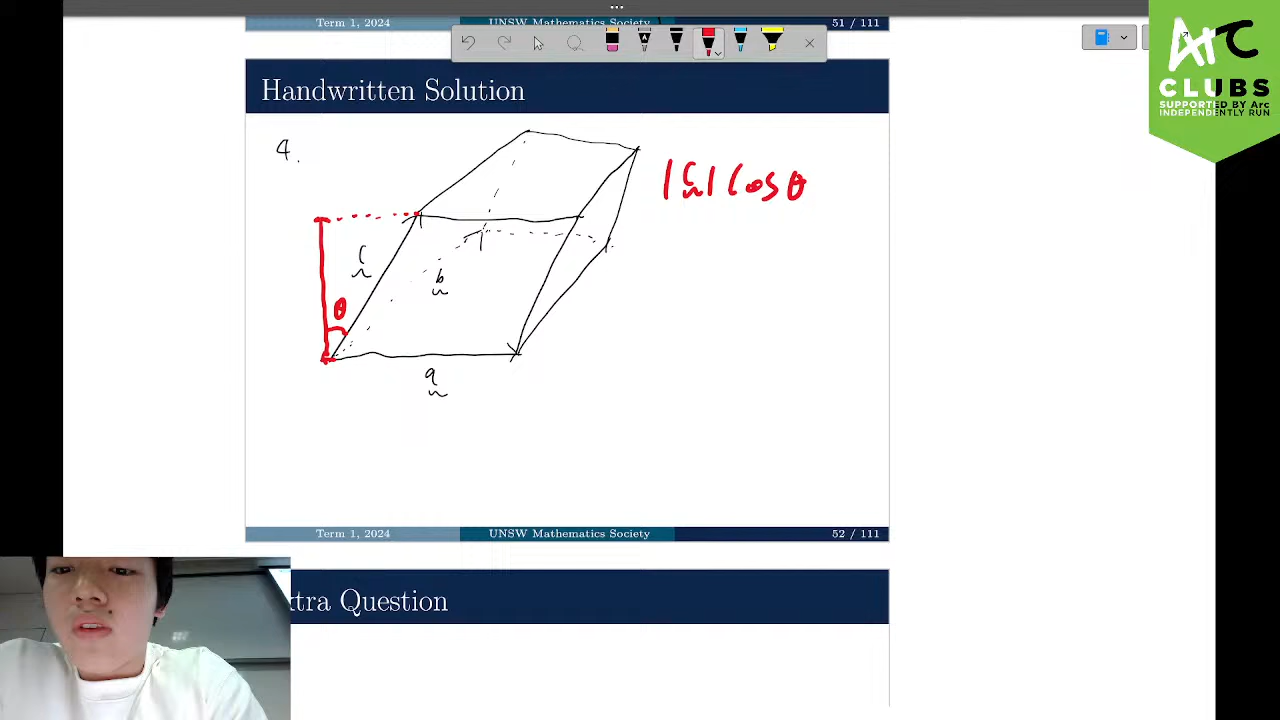 Term 1, 2024 UNSW Mathematics Society 51 / 111
ARC
CLUBS
SUPPORTED BY Arc
INDEPENDENTLY RUN
Handwritten Solution
4.
|c| cos θ
c
b
θ
a
Term 1, 2024 UNSW Mathematics Society 52 / 111
xtra Question